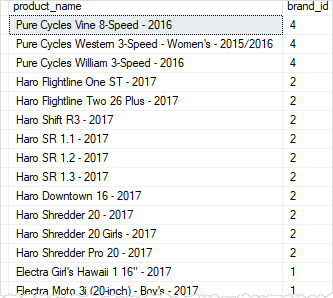 product_name brand_id
Pure Cycles Vine 8-Speed - 2016 4
Pure Cycles Western 3-Speed - Women's - 2015/2016 4
Pure Cycles William 3-Speed - 2016 4
Haro Flightline One ST - 2017 2
Haro Flightline Two 26 Plus - 2017 2
Haro Shift R3 - 2017 2
Haro SR 1.1 - 2017 2
Haro SR 1.2 - 2017 2
Haro SR 1.3 - 2017 2
Haro Downtown 16 - 2017 2
Haro Shredder 20 - 2017 2
Haro Shredder 20 Girls - 2017 2
Haro Shredder Pro 20 - 2017 2
Electra Girl's Hawaii 1 16" - 2017 1
Electra Moto 3i (20-inch) - Boy's - 2017 1